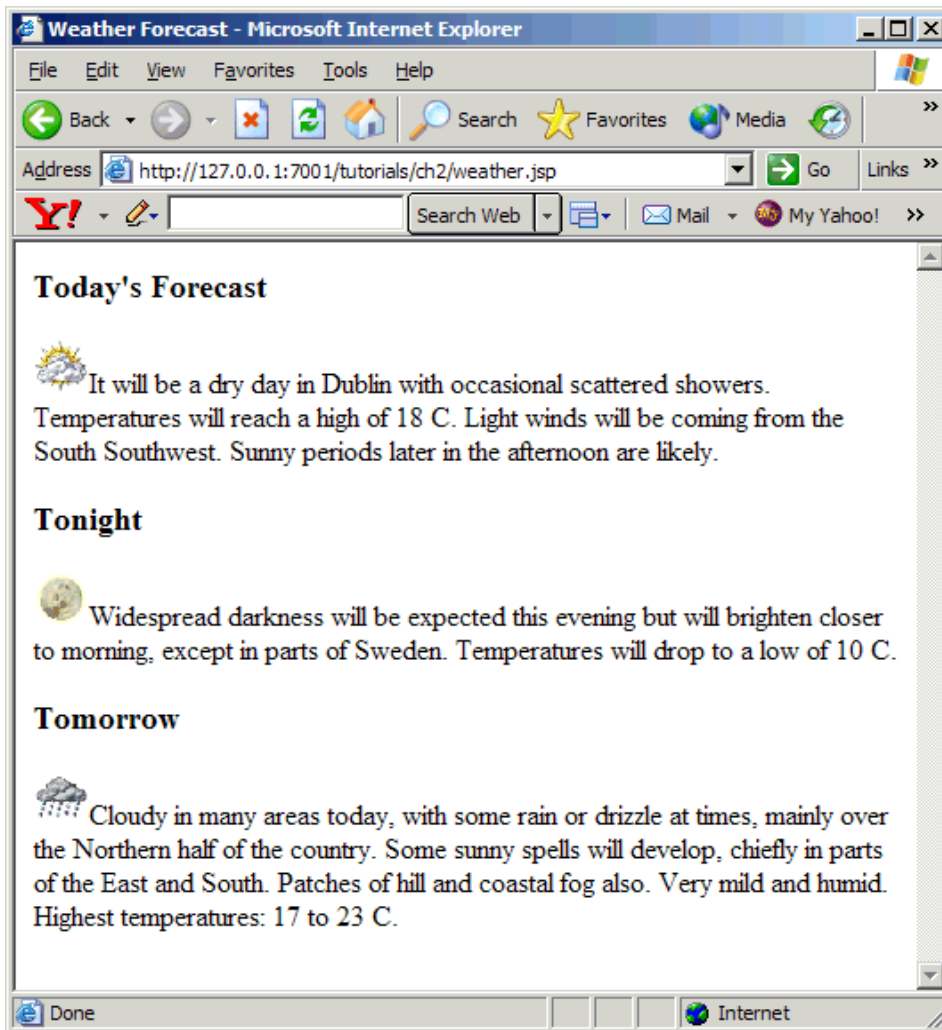 Weather Forecast - Microsoft Internet Explorer
File Edit View Favorites Tools Help
Back Search Favorites Media »
Address http://127.0.0.1:7001/tutorials/ch2/weather.jsp Go Links »
Y! Search Web Mail My Yahoo! »
Today's Forecast
It will be a dry day in Dublin with occasional scattered showers.
Temperatures will reach a high of 18 C. Light winds will be coming from the
South Southwest. Sunny periods later in the afternoon are likely.
Tonight
Widespread darkness will be expected this evening but will brighten closer
to morning, except in parts of Sweden. Temperatures will drop to a low of 10 C.
Tomorrow
Cloudy in many areas today, with some rain or drizzle at times, mainly over
the Northern half of the country. Some sunny spells will develop, chiefly in parts
of the East and South. Patches of hill and coastal fog also. Very mild and humid.
Highest temperatures: 17 to 23 C.
Done Internet